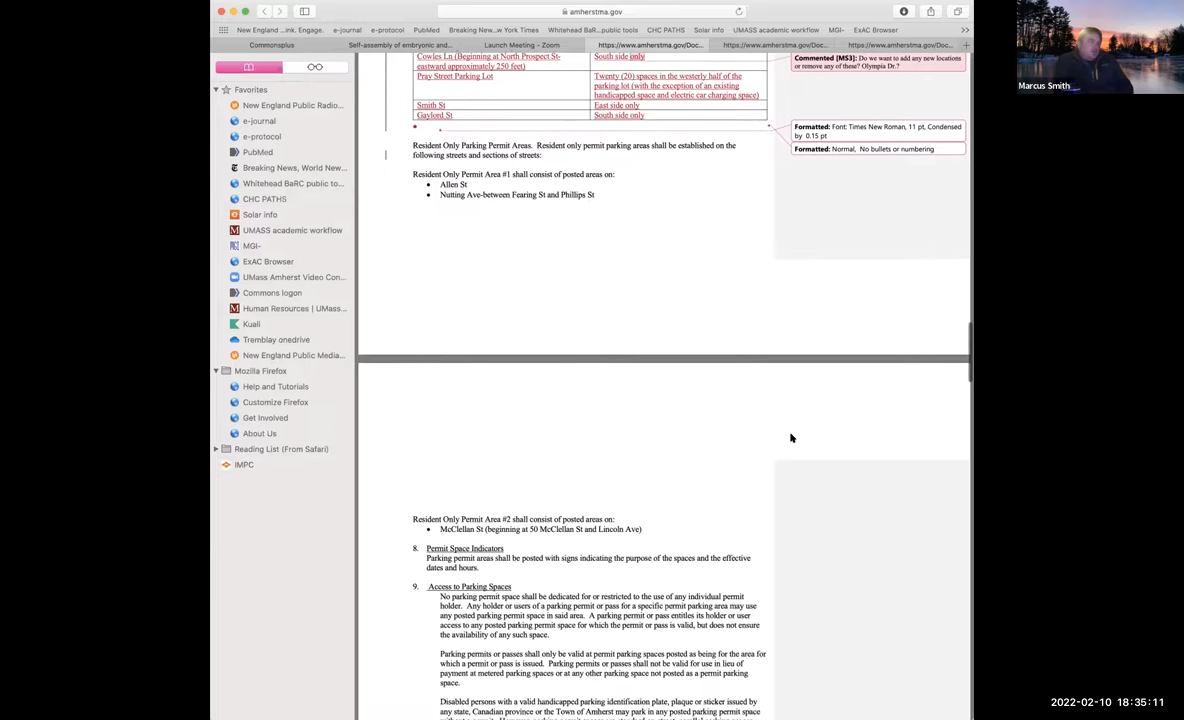 amherstma.gov
New England ...ink. Engage. e-journal e-protocol PubMed Breaking New...w York Times Whitehead BaRC...public tools CHC PATHS Solar info UMASS academic workflow MGI- ExAC Browser
Commonsplus Self-assembly of embryonic and... Launch Meeting - Zoom https://www.amherstma.gov/Doc... https://www.amherstma.gov/Doc... https://www.amherstma.gov/Doc...
Favorites
New England Public Radio...
e-journal
e-protocol
PubMed
Breaking News, World New...
Whitehead BaRC public to...
CHC PATHS
Solar info
UMASS academic workflow
MGI-
ExAC Browser
UMass Amherst Video Con...
Commons logon
Human Resources | UMass...
Kuali
Tremblay onedrive
New England Public Media...
Mozilla Firefox
Help and Tutorials
Customize Firefox
Get Involved
About Us
Reading List (From Safari)
IMPC
Cowles Ln (Beginning at North Prospect St- South side only
eastward approximately 250 feet)
Pray Street Parking Lot Twenty (20) spaces in the westerly half of the
parking lot (with the exception of an existing
handicapped space and electric car charging space)
Smith St East side only
Gaylord St South side only
Commented [MS3]: Do we want to add any new locations
or remove any of these? Olympia Dr.?
Formatted: Font: Times New Roman, 11 pt, Condensed
by 0.15 pt
Formatted: Normal, No bullets or numbering
Resident Only Parking Permit Areas. Resident only permit parking areas shall be established on the
following streets and sections of streets:
Resident Only Permit Area #1 shall consist of posted areas on:
• Allen St
• Nutting Ave-between Fearing St and Phillips St
Resident Only Permit Area #2 shall consist of posted areas on:
• McClellan St (beginning at 50 McClellan St and Lincoln Ave)
8. Permit Space Indicators
Parking permit areas shall be posted with signs indicating the purpose of the spaces and the effective
dates and hours.
9. Access to Parking Spaces
No parking permit space shall be dedicated for or restricted to the use of any individual permit
holder. Any holder or users of a parking permit or pass for a specific permit parking area may use
any posted parking permit space in said area. A parking permit or pass entitles its holder or user
access to any posted parking permit space for which the permit or pass is valid, but does not ensure
the availability of any such space.
Parking permits or passes shall only be valid at permit parking spaces posted as being for the area for
which a permit or pass is issued. Parking permits or passes shall not be valid for use in lieu of
payment at metered parking spaces or at any other parking space not posted as a permit parking
space.
Disabled persons with a valid handicapped parking identification plate, plaque or sticker issued by
any state, Canadian province or the Town of Amherst may park in any posted parking permit space
Marcus Smith
2022-02-10 18:35:11